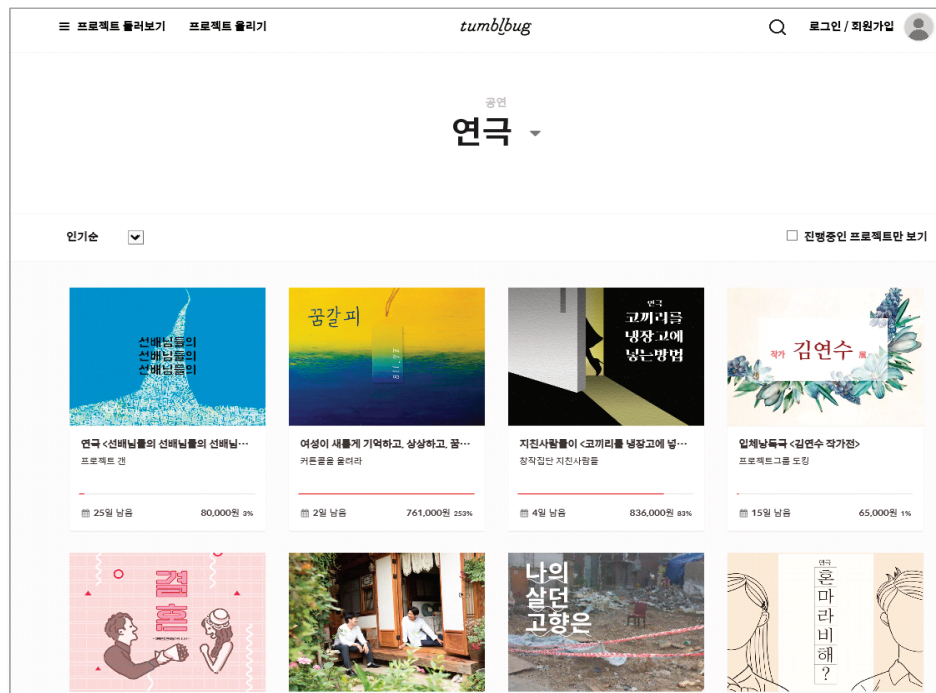 프로젝트 둘러보기 프로젝트 올리기 tumblbug 로그인 / 회원가입
공연
연극
인기순 진행중인 프로젝트만 보기
선배님들의
선배님들의
선배님들의
꿈갈피
연극
코끼리를
냉장고에
넣는방법
작가 김연수 展
연극 <선배님들의 선배님들의 선배님…
프로젝트 갠
25일 남음 80,000원 3%
여성이 새롭게 기억하고, 상상하고, 꿈…
커튼콜을 울려라
2일 남음 761,000원 253%
지친사람들이 <코끼리를 냉장고에 넣…
창작집단 지친사람들
4일 남음 836,000원 83%
입체낭독극 <김연수 작가전>
프로젝트그룹 도킹
15일 남음 65,000원 1%
결혼
나의
살던
고향은
연극
혼마라비해?